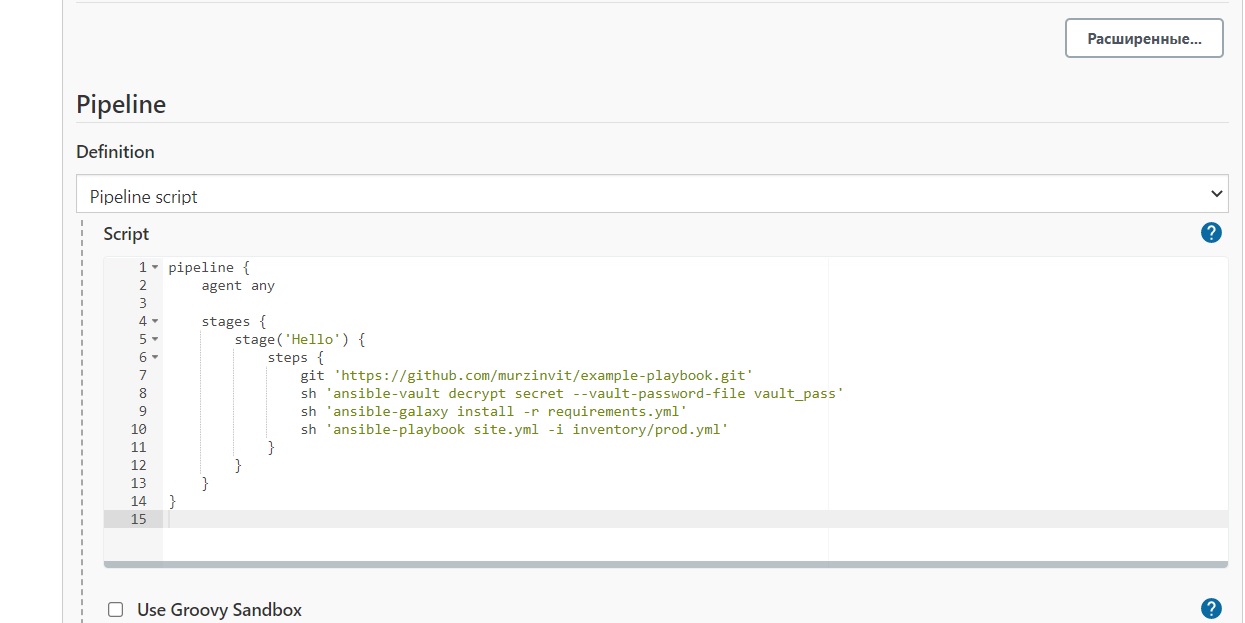 Расширенные...
Pipeline
Definition
Pipeline script
Script
?
1 pipeline {
2     agent any
3
4     stages {
5         stage('Hello') {
6             steps {
7                 git 'https://github.com/murzinvit/example-playbook.git'
8                 sh 'ansible-vault decrypt secret --vault-password-file vault_pass'
9                 sh 'ansible-galaxy install -r requirements.yml'
10                 sh 'ansible-playbook site.yml -i inventory/prod.yml'
11             }
12         }
13     }
14 }
15
Use Groovy Sandbox
?